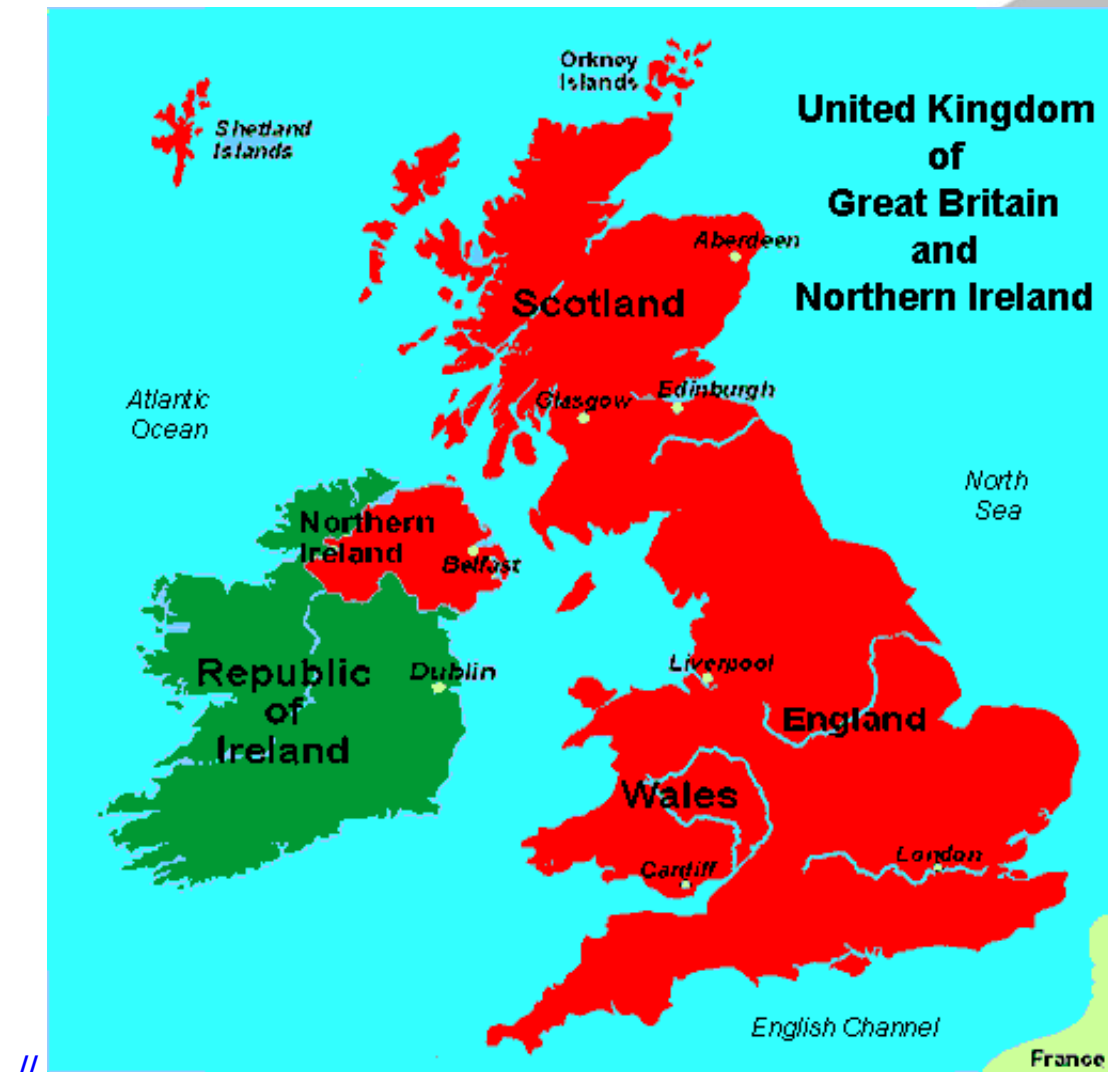 Orkney
Islands
United Kingdom
of
Great Britain
and
Northern Ireland
Shetland
Islands
Aberdeen
Scotland
Atlantic
Ocean
Glasgow
Edinburgh
North
Sea
Northern
Ireland
Belfast
Republic
of
Ireland
Dublin
Liverpool
England
Wales
Cardiff
London
English Channel
France
//